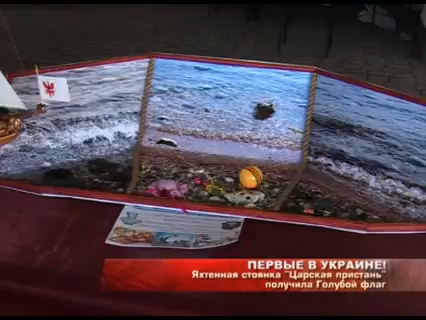 ПЕРВЫЕ В УКРАИНЕ!
Яхтенная стоянка "Царская пристань"
получила Голубой флаг